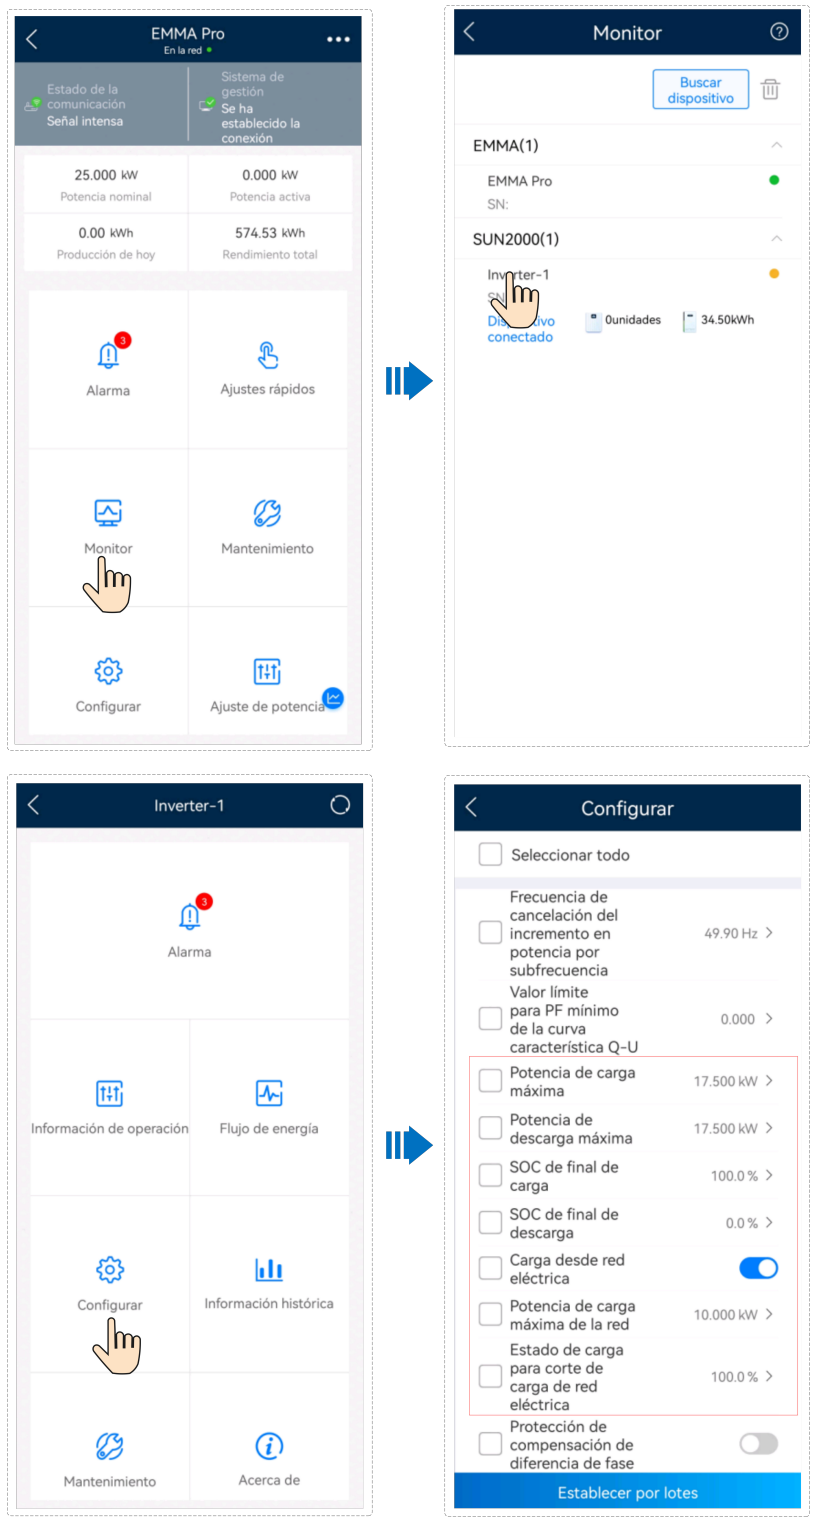 EMMA Pro
En la red
Estado de la
comunicación
Señal intensa
Sistema de
gestión
Se ha
establecido la
conexión
25.000 kW
Potencia nominal
0.000 kW
Potencia activa
0.00 kWh
Producción de hoy
574.53 kWh
Rendimiento total
3
Alarma
Ajustes rápidos
Monitor
Mantenimiento
Configurar
Ajuste de potencia
Monitor
?
Buscar
dispositivo
EMMA(1)
EMMA Pro
SN:
SUN2000(1)
Inverter-1
SN
conectado
0unidades
34.50kWh
Inverter-1
3
Alarma
Información de operación
Flujo de energía
Configurar
Información histórica
Mantenimiento
Acerca de
Configurar
Seleccionar todo
Frecuencia de
cancelación del
incremento en
potencia por
subfrecuencia
49.90 Hz
Valor límite
para PF mínimo
de la curva
característica Q-U
0.000
Potencia de carga
máxima
17.500 kW
Potencia de
descarga máxima
17.500 kW
SOC de final de
carga
100.0 %
SOC de final de
descarga
0.0 %
Carga desde red
eléctrica
Potencia de carga
máxima de la red
10.000 kW
Estado de carga
para corte de
carga de red
eléctrica
100.0 %
Protección de
compensación de
diferencia de fase
Establecer por lotes